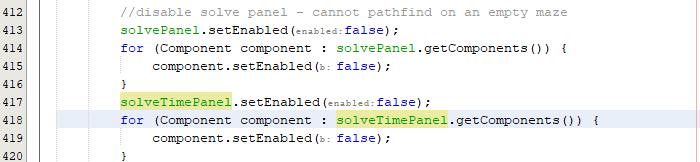 412 //disable solve panel - cannot pathfind on an empty maze
413 solvePanel.setEnabled(enabled: false);
414 for (Component component : solvePanel.getComponents()) {
415 component.setEnabled(b: false);
416 }
417 solveTimePanel.setEnabled(enabled: false);
418 for (Component component : solveTimePanel.getComponents()) {
419 component.setEnabled(b: false);
420 }